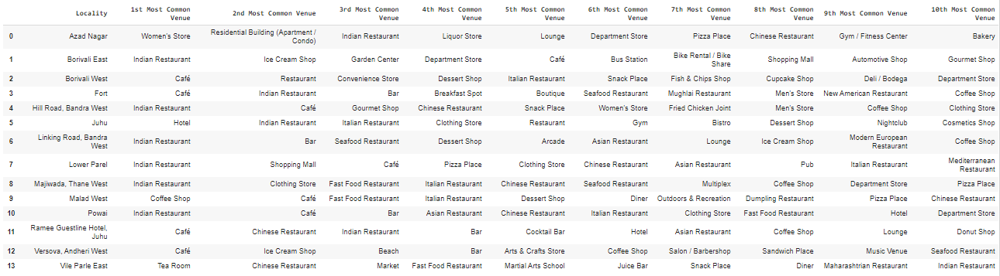 Locality 1st Most Common Venue 2nd Most Common Venue 3rd Most Common Venue 4th Most Common Venue 5th Most Common Venue 6th Most Common Venue 7th Most Common Venue 8th Most Common Venue 9th Most Common Venue 10th Most Common Venue
0 Azad Nagar Women's Store Residential Building (Apartment / Condo) Indian Restaurant Liquor Store Lounge Department Store Pizza Place Chinese Restaurant Gym / Fitness Center Bakery
1 Borivali East Indian Restaurant Ice Cream Shop Garden Center Department Store Café Bus Station Bike Rental / Bike Share Shopping Mall Automotive Shop Gourmet Shop
2 Borivali West Café Restaurant Convenience Store Dessert Shop Italian Restaurant Snack Place Fish & Chips Shop Cupcake Shop Deli / Bodega Department Store
3 Fort Café Indian Restaurant Bar Breakfast Spot Boutique Seafood Restaurant Mughlai Restaurant Men's Store New American Restaurant Coffee Shop
4 Hill Road, Bandra West Indian Restaurant Café Gourmet Shop Chinese Restaurant Snack Place Women's Store Fried Chicken Joint Men's Store Coffee Shop Clothing Store
5 Juhu Hotel Indian Restaurant Italian Restaurant Clothing Store Restaurant Gym Bistro Dessert Shop Nightclub Cosmetics Shop
6 Linking Road, Bandra West Indian Restaurant Bar Seafood Restaurant Dessert Shop Arcade Asian Restaurant Lounge Ice Cream Shop Modern European Restaurant Coffee Shop
7 Lower Parel Indian Restaurant Shopping Mall Café Pizza Place Clothing Store Chinese Restaurant Asian Restaurant Pub Italian Restaurant Mediterranean Restaurant
8 Majiwada, Thane West Indian Restaurant Clothing Store Fast Food Restaurant Italian Restaurant Chinese Restaurant Seafood Restaurant Multiplex Coffee Shop Department Store Pizza Place
9 Malad West Coffee Shop Café Fast Food Restaurant Italian Restaurant Dessert Shop Diner Outdoors & Recreation Dumpling Restaurant Pizza Place Chinese Restaurant
10 Powai Indian Restaurant Café Bar Asian Restaurant Chinese Restaurant Italian Restaurant Clothing Store Fast Food Restaurant Hotel Department Store
11 Ramee Guestline Hotel, Juhu Café Chinese Restaurant Indian Restaurant Bar Cocktail Bar Hotel Asian Restaurant Coffee Shop Lounge Donut Shop
12 Versova, Andheri West Café Ice Cream Shop Beach Bar Arts & Crafts Store Coffee Shop Salon / Barbershop Sandwich Place Music Venue Seafood Restaurant
13 Vile Parle East Tea Room Chinese Restaurant Market Fast Food Restaurant Martial Arts School Juice Bar Snack Place Diner Maharashtrian Restaurant Indian Restaurant